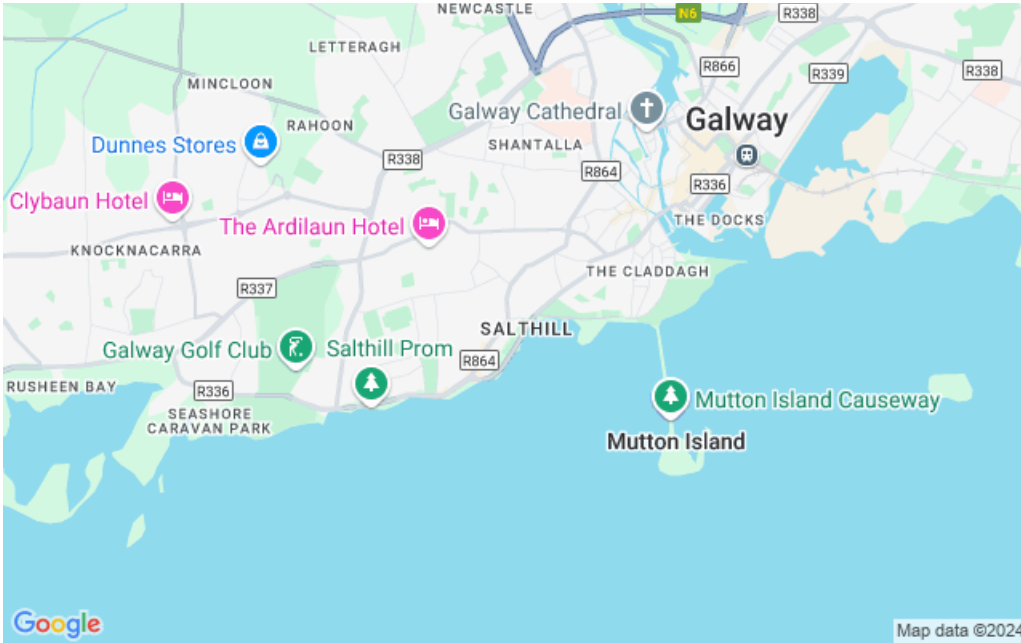 NEWCASTLE
N6
R338
LETTERAGH
R866
R339
R338
MINCLOON
Galway Cathedral
Galway
RAHOON
Dunnes Stores
SHANTALLA
R338
R864
R336
Clybaun Hotel
The Ardilaun Hotel
THE DOCKS
KNOCKNACARRA
THE CLADDAGH
R337
SALTHILL
Galway Golf Club
Salthill Prom
R864
RUSHEEN BAY
R336
SEASHORE
CARAVAN PARK
Mutton Island Causeway
Mutton Island
Google
Map data ©2024